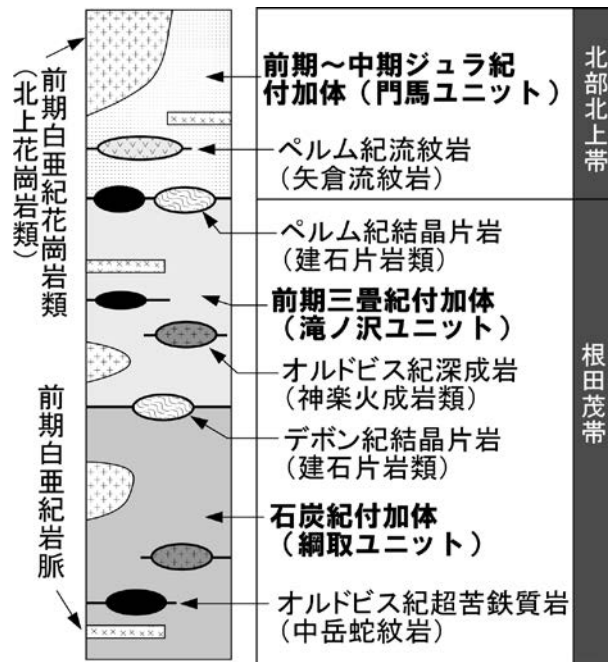 前期白亜紀花崗岩類
（北上花崗岩類）
前期白亜紀岩脈
前期～中期ジュラ紀
付加体（門馬ユニット）
ペルム紀流紋岩
（矢倉流紋岩）
ペルム紀結晶片岩
（建石片岩類）
前期三畳紀付加体
（滝ノ沢ユニット）
オルドビス紀深成岩
（神楽火成岩類）
デボン紀結晶片岩
（建石片岩類）
石炭紀付加体
（綱取ユニット）
オルドビス紀超苦鉄質岩
（中岳蛇紋岩）
北部北上帯
根田茂帯